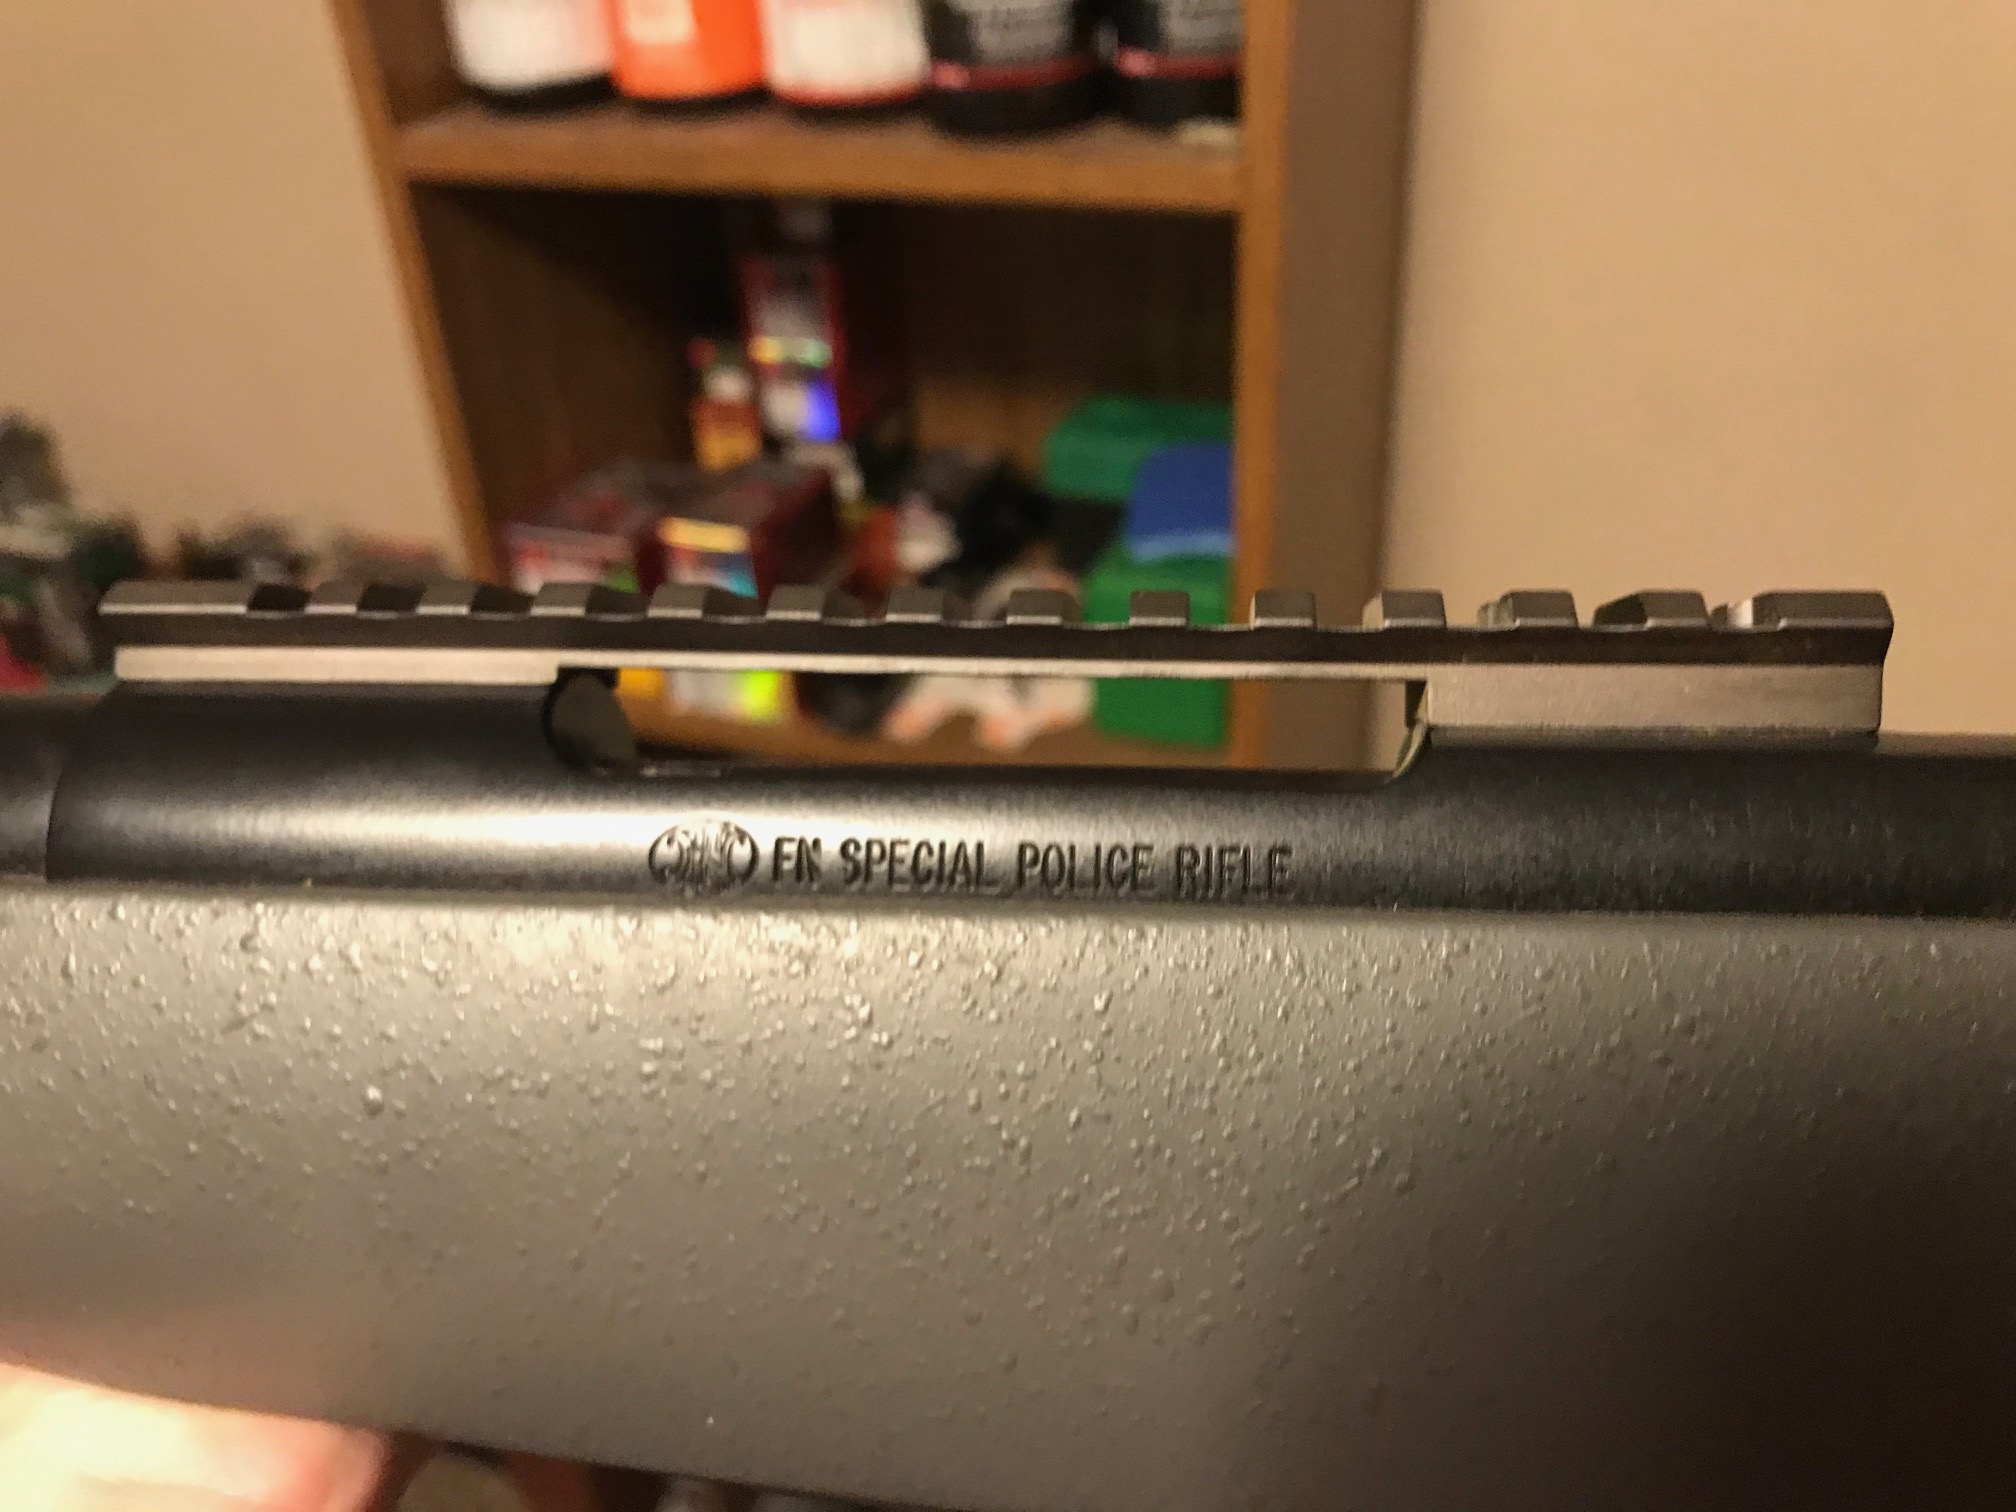 FN SPECIAL POLICE RIFLE